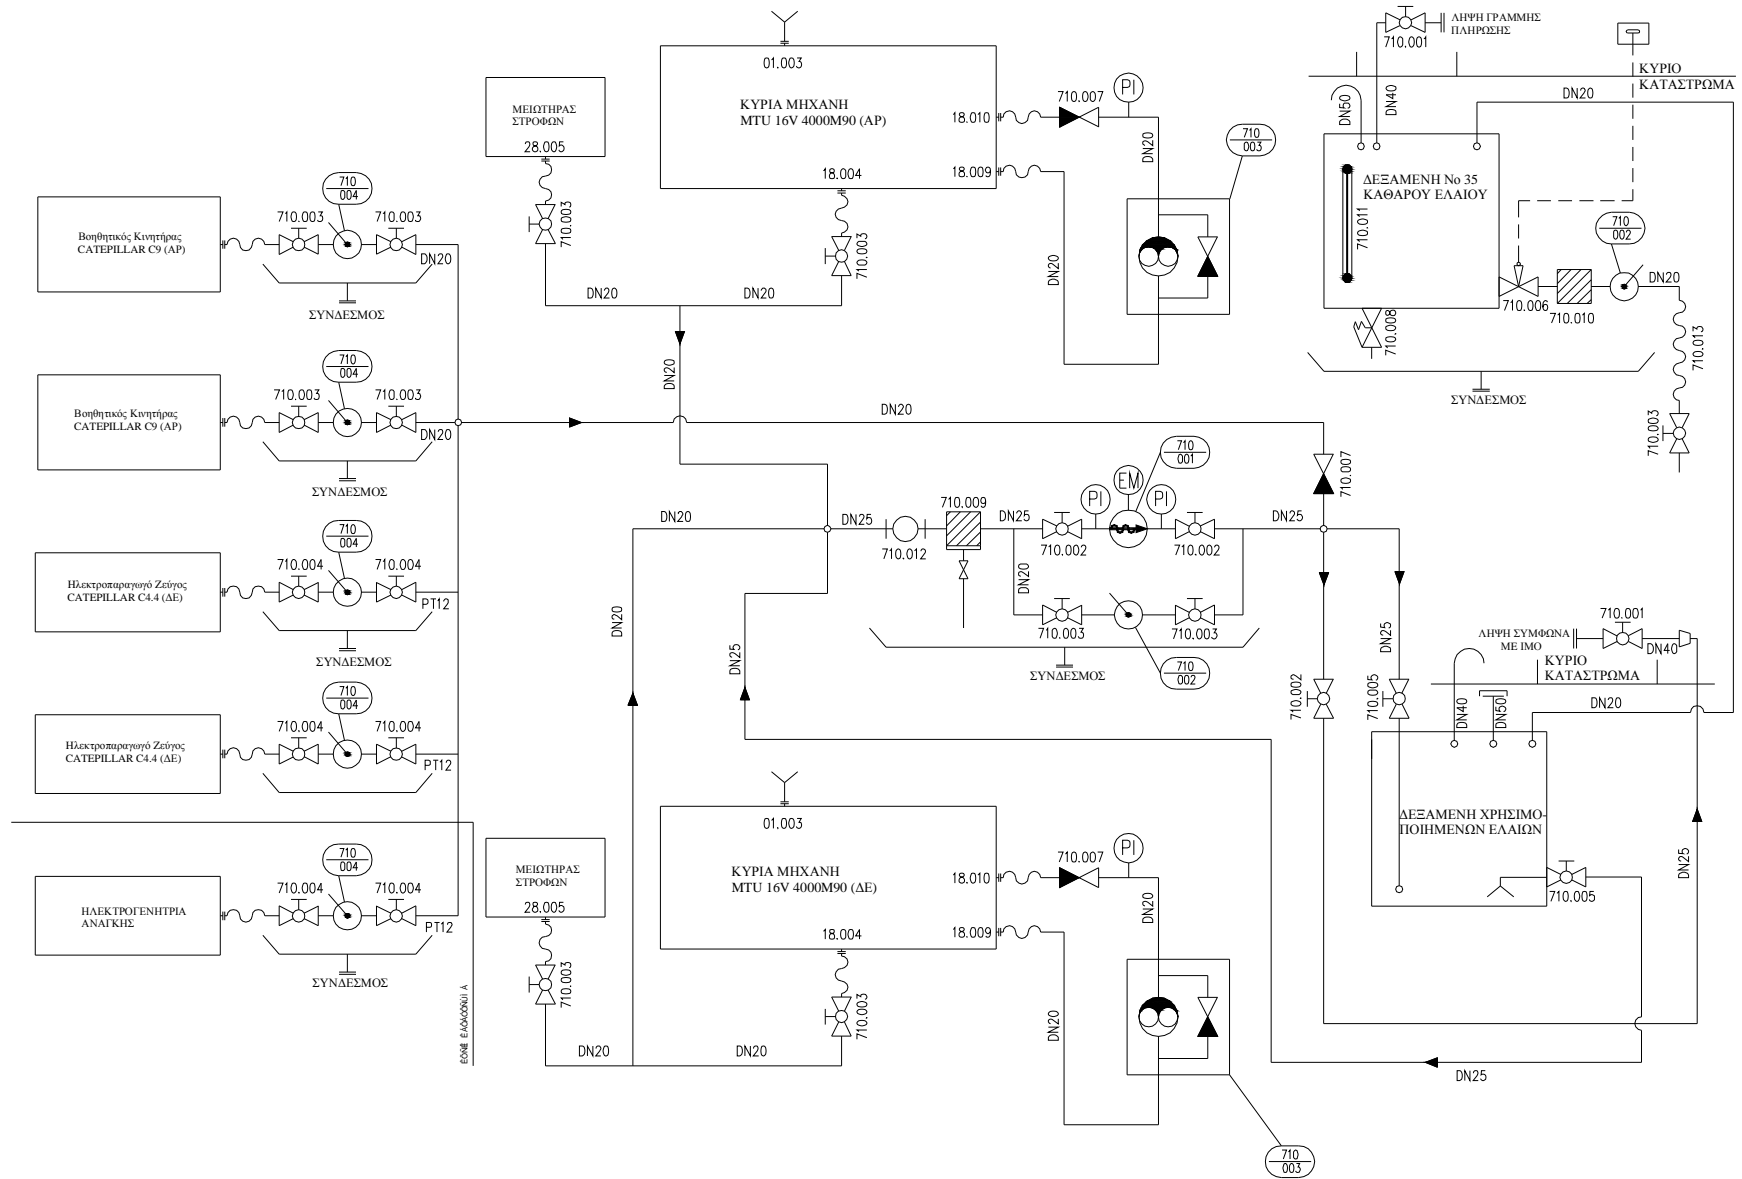 710.001
ΛΗΨΗ ΓΡΑΜΜΗΣ
ΠΛΗΡΩΣΗΣ
ΚΥΡΙΟ
ΚΑΤΑΣΤΡΩΜΑ
DN50
DN40
DN20
ΔΕΞΑΜΕΝΗ Νο 35
ΚΑΘΑΡΟΥ ΕΛΑΙΟΥ
710.011
710
002
DN20
710.006
710.010
710.008
710.013
710.003
ΣΥΝΔΕΣΜΟΣ
01.003
ΚΥΡΙΑ ΜΗΧΑΝΗ
MTU 16V 4000M90 (ΑΡ)
18.010
18.009
18.004
710.007
PI
DN20
710
003
DN20
ΜΕΙΩΤΗΡΑΣ
ΣΤΡΟΦΩΝ
28.005
710.003
710.003
DN20
DN20
DN20
Βοηθητικός Κινητήρας
CATEPILLAR C9 (ΑΡ)
710
004
710.003
710.003
DN20
ΣΥΝΔΕΣΜΟΣ
Βοηθητικός Κινητήρας
CATEPILLAR C9 (ΑΡ)
710
004
710.003
710.003
DN20
ΣΥΝΔΕΣΜΟΣ
DN20
710.007
Ηλεκτροπαραγωγό Ζεύγος
CATEPILLAR C4.4 (ΔΕ)
710
004
710.004
710.004
PT12
ΣΥΝΔΕΣΜΟΣ
Ηλεκτροπαραγωγό Ζεύγος
CATEPILLAR C4.4 (ΔΕ)
710
004
710.004
710.004
PT12
ΗΛΕΚΤΡΟΓΕΝΗΤΡΙΑ
ΑΝΑΓΚΗΣ
710
004
710.004
710.004
PT12
ΣΥΝΔΕΣΜΟΣ
DN20
DN20
DN25
DN25
710.012
710.009
DN25
DN20
710.002
PI
EM
PI
710
001
710.002
DN25
710.003
710.003
710
002
ΣΥΝΔΕΣΜΟΣ
710.002
DN25
710.005
ΛΗΨΗ ΣΥΜΦΩΝΑ
ΜΕ ΙΜΟ
710.001
DN40
ΚΥΡΙΟ
ΚΑΤΑΣΤΡΩΜΑ
DN40
DN50
DN20
ΔΕΞΑΜΕΝΗ ΧΡΗΣΙΜΟ-
ΠΟΙΗΜΕΝΩΝ ΕΛΑΙΩΝ
710.005
DN25
DN25
01.003
ΚΥΡΙΑ ΜΗΧΑΝΗ
MTU 16V 4000M90 (ΔΕ)
18.010
18.009
18.004
710.007
PI
DN20
DN20
710
003
ΜΕΙΩΤΗΡΑΣ
ΣΤΡΟΦΩΝ
28.005
710.003
710.003
DN20
DN20